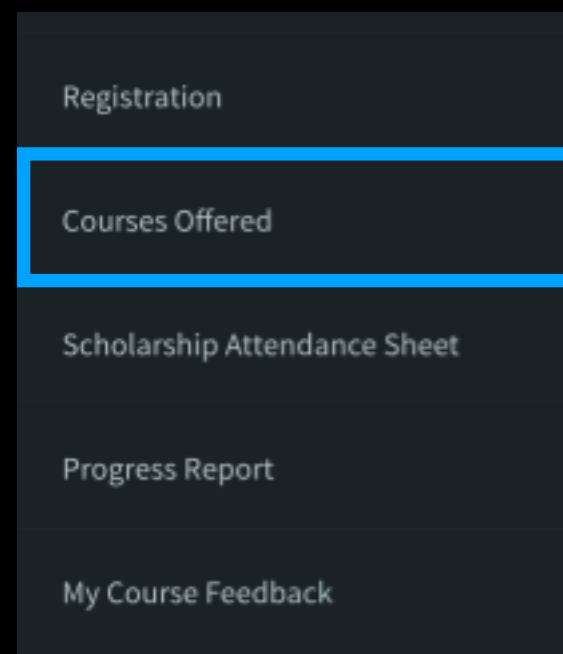 Registration
Courses Offered
Scholarship Attendance Sheet
Progress Report
My Course Feedback